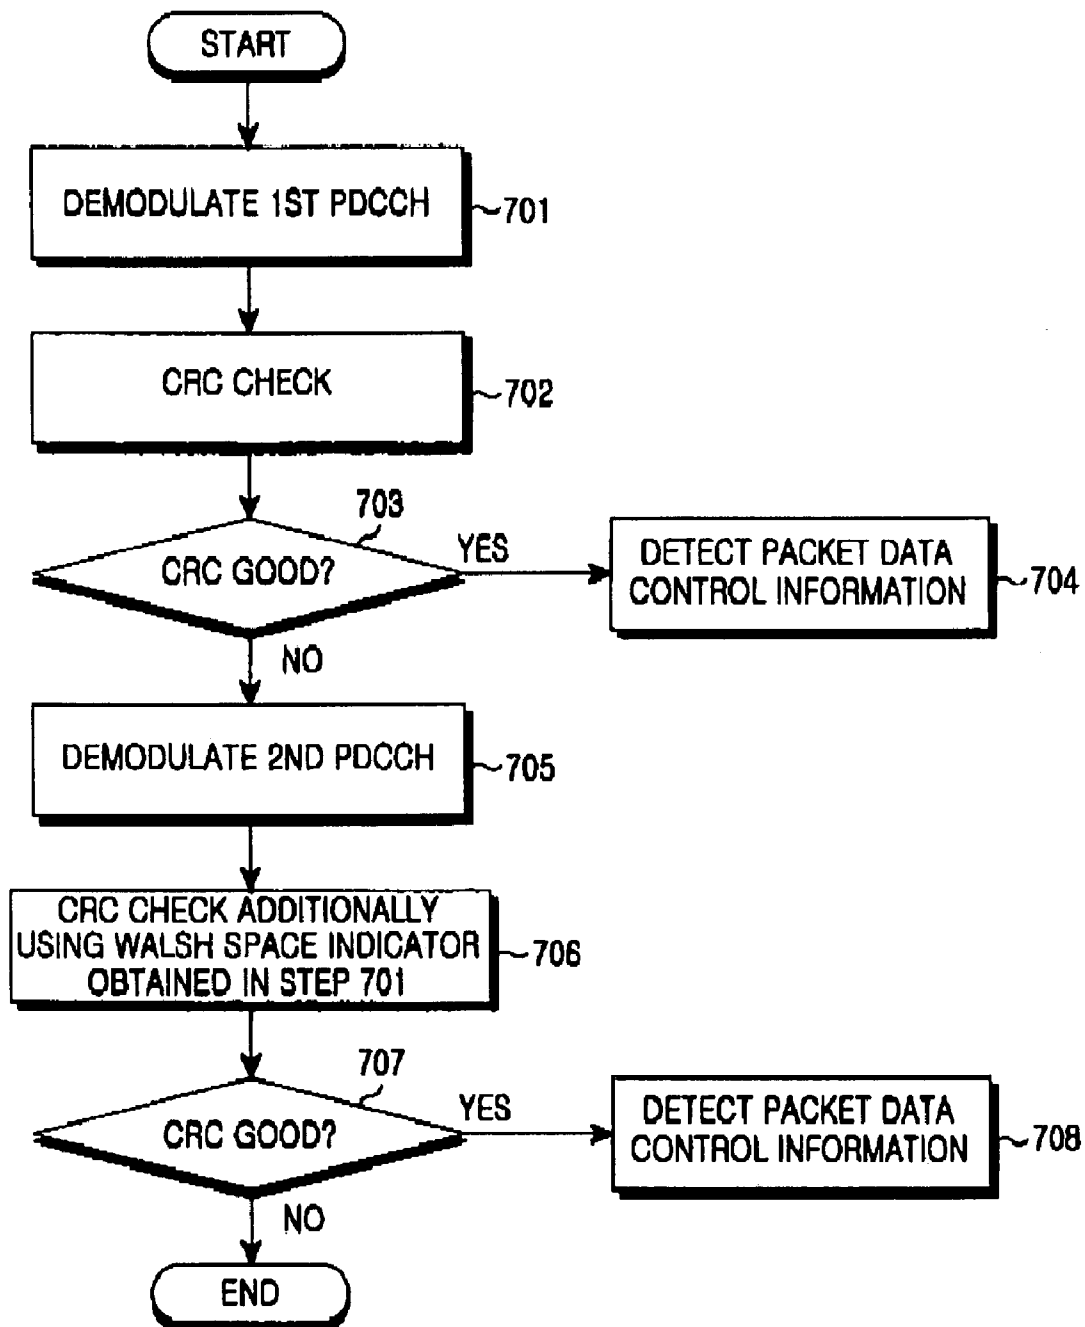 START
DEMODULATE 1ST PDCCH
701
CRC CHECK
702
703
CRC GOOD?
YES
DETECT PACKET DATA
CONTROL INFORMATION
704
NO
DEMODULATE 2ND PDCCH
705
CRC CHECK ADDITIONALLY
USING WALSH SPACE INDICATOR
OBTAINED IN STEP 701
706
707
CRC GOOD?
YES
DETECT PACKET DATA
CONTROL INFORMATION
708
NO
END